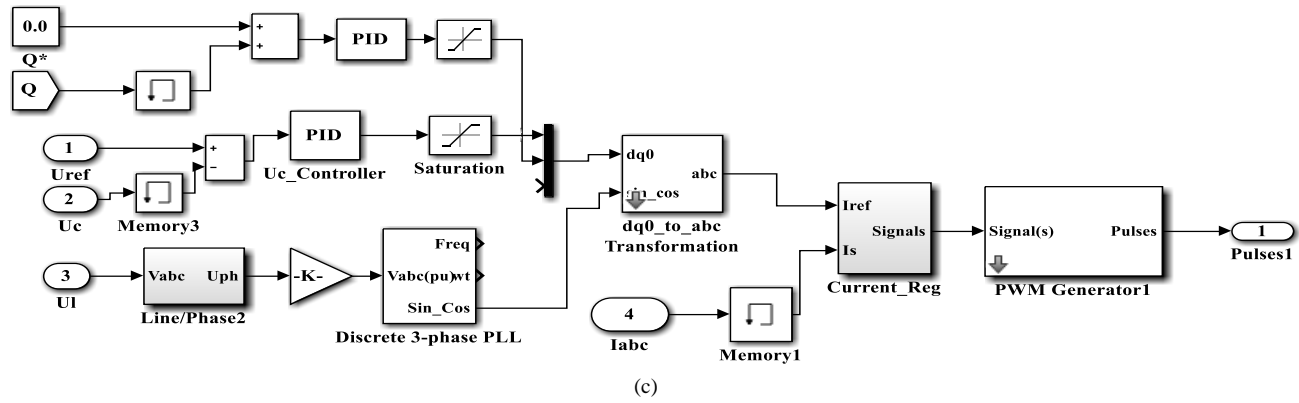 0.0
Q*
Q
+
+
PID
1
Uref
2
Uc
Memory3
+
−
PID
Uc_Controller
Saturation
3
Ul
Vabc Uph
Line/Phase2
-K-
Freq
Vabc(pu)wt
Sin_Cos
Discrete 3-phase PLL
dq0
abc
sin_cos
dq0_to_abc
Transformation
4
Iabc
Memory1
Iref
Signals
Is
Current_Reg
Signal(s) Pulses
PWM Generator1
1
Pulses1
(c)